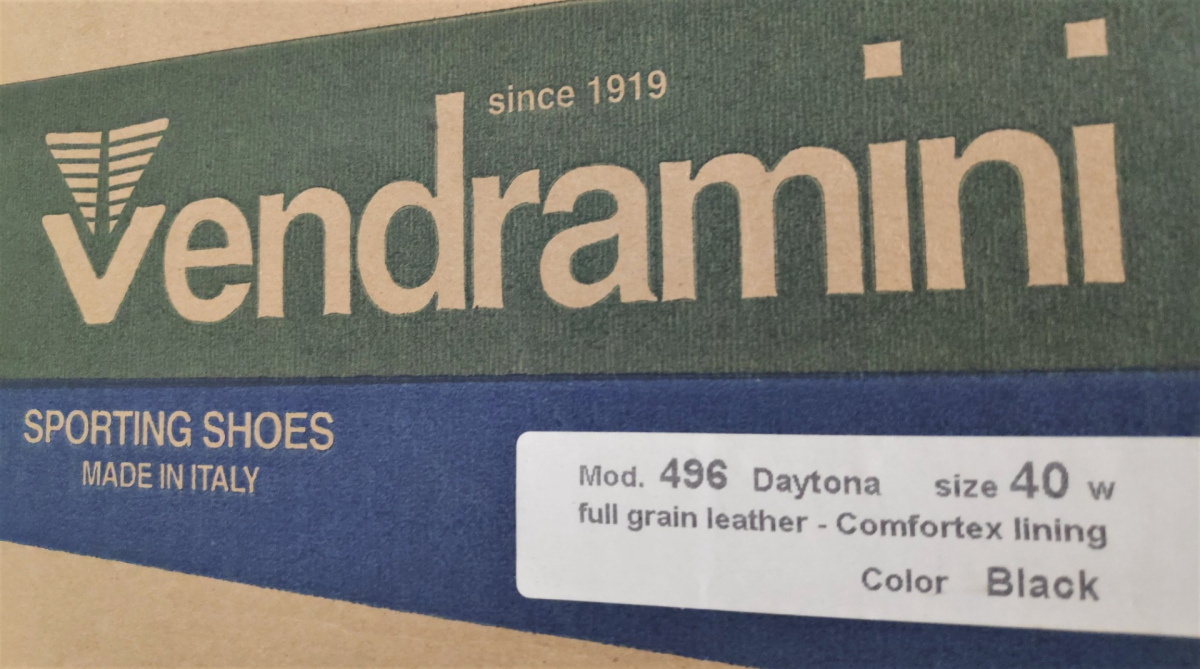 since 1919
Vendramini
SPORTING SHOES
MADE IN ITALY
Mod. 496 Daytona size 40 w
full grain leather - Comfortex lining
Color Black